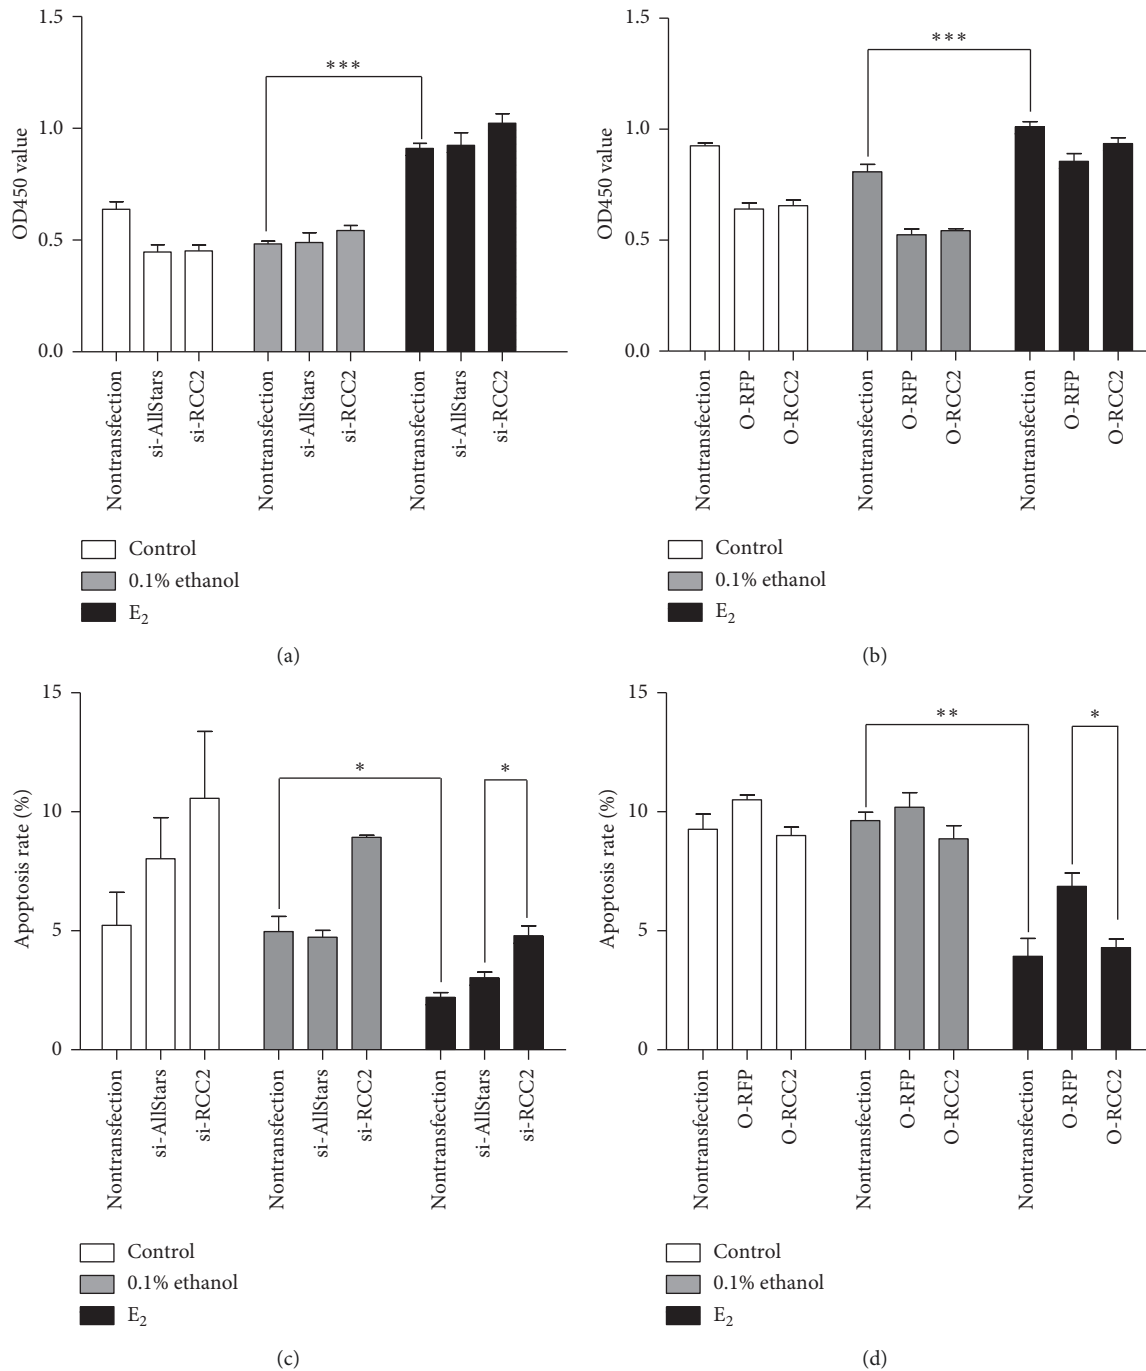 OD450 value
1.5
1.0
0.5
0.0
***
Nontransfection
si-AllStars
si-RCC2
Nontransfection
si-AllStars
si-RCC2
Nontransfection
si-AllStars
si-RCC2
Control
0.1% ethanol
E2
(a)
OD450 value
1.5
1.0
0.5
0.0
***
Nontransfection
O-RFP
O-RCC2
Nontransfection
O-RFP
O-RCC2
Nontransfection
O-RFP
O-RCC2
Control
0.1% ethanol
E2
(b)
Apoptosis rate (%)
15
10
5
0
*
*
Nontransfection
si-AllStars
si-RCC2
Nontransfection
si-AllStars
si-RCC2
Nontransfection
si-AllStars
si-RCC2
Control
0.1% ethanol
E2
(c)
Apoptosis rate (%)
15
10
5
0
**
*
Nontransfection
O-RFP
O-RCC2
Nontransfection
O-RFP
O-RCC2
Nontransfection
O-RFP
O-RCC2
Control
0.1% ethanol
E2
(d)